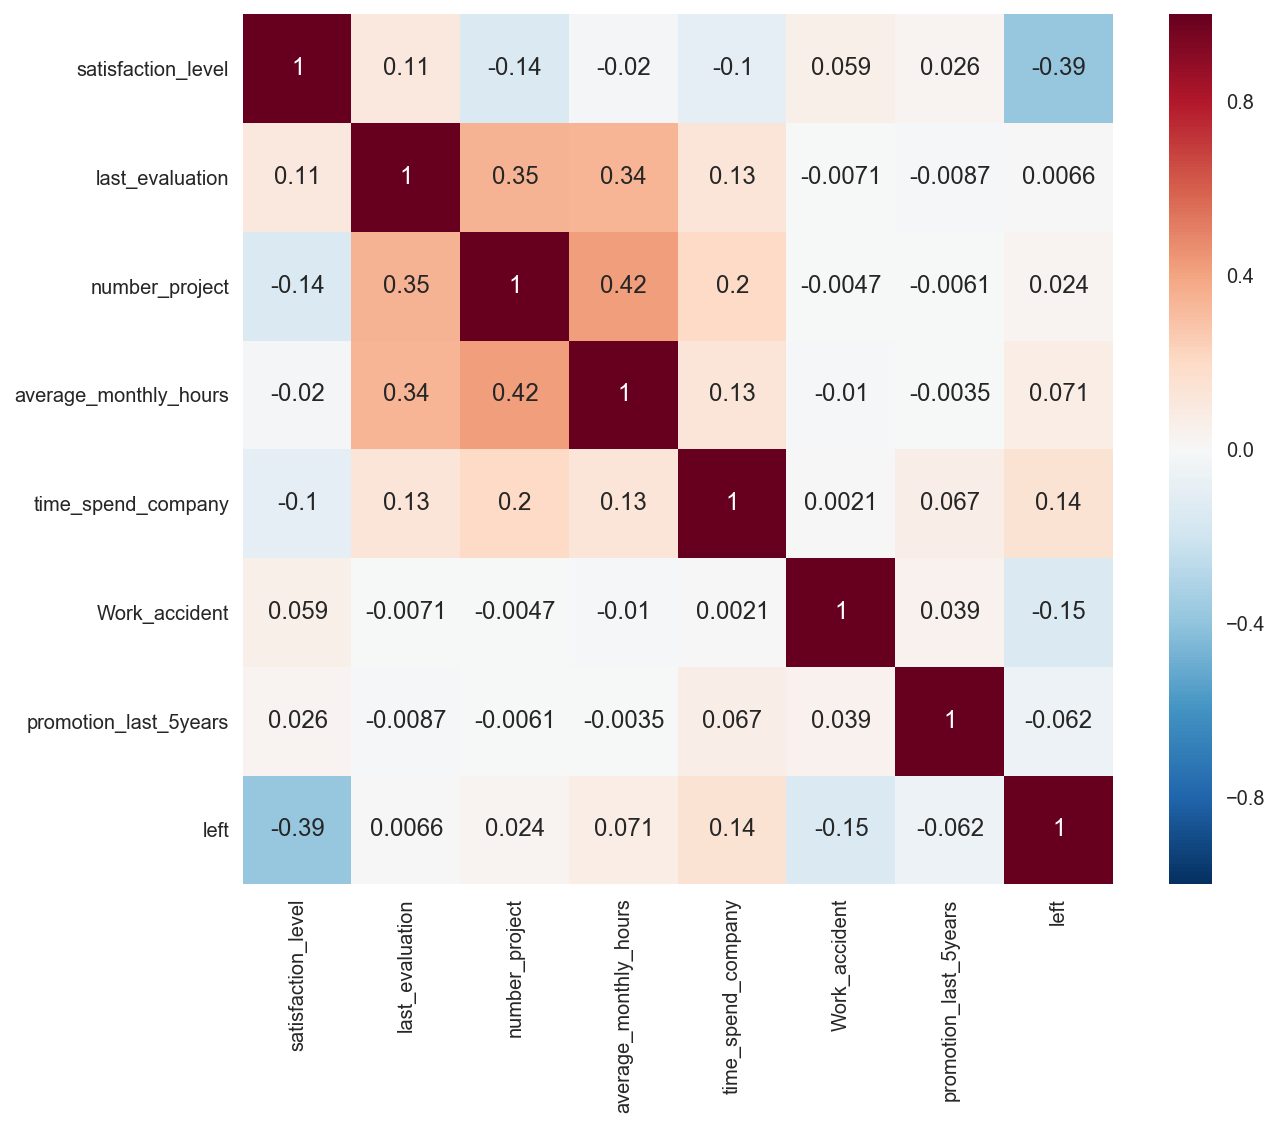 satisfaction_level 1 0.11 -0.14 -0.02 -0.1 0.059 0.026 -0.39
last_evaluation 0.11 1 0.35 0.34 0.13 -0.0071 -0.0087 0.0066
number_project -0.14 0.35 1 0.42 0.2 -0.0047 -0.0061 0.024
average_monthly_hours -0.02 0.34 0.42 1 0.13 -0.01 -0.0035 0.071
time_spend_company -0.1 0.13 0.2 0.13 1 0.0021 0.067 0.14
Work_accident 0.059 -0.0071 -0.0047 -0.01 0.0021 1 0.039 -0.15
promotion_last_5years 0.026 -0.0087 -0.0061 -0.0035 0.067 0.039 1 -0.062
left -0.39 0.0066 0.024 0.071 0.14 -0.15 -0.062 1
satisfaction_level
last_evaluation
number_project
average_monthly_hours
time_spend_company
Work_accident
promotion_last_5years
left
0.8
0.4
0.0
−0.4
−0.8